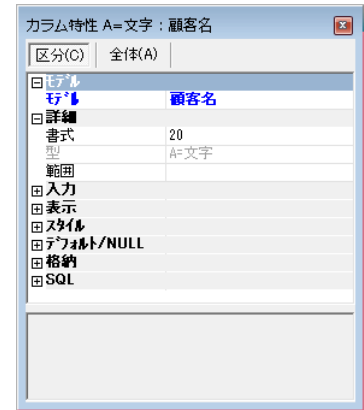 カラム特性 A=文字：顧客名
区分(C) 全体(A)
ﾓﾃﾞﾙ
ﾓﾃﾞﾙ 顧客名
詳細
書式 20
型 A=文字
範囲
入力
表示
ｽﾀｲﾙ
ﾃﾞﾌｫﾙﾄ/NULL
格納
SQL